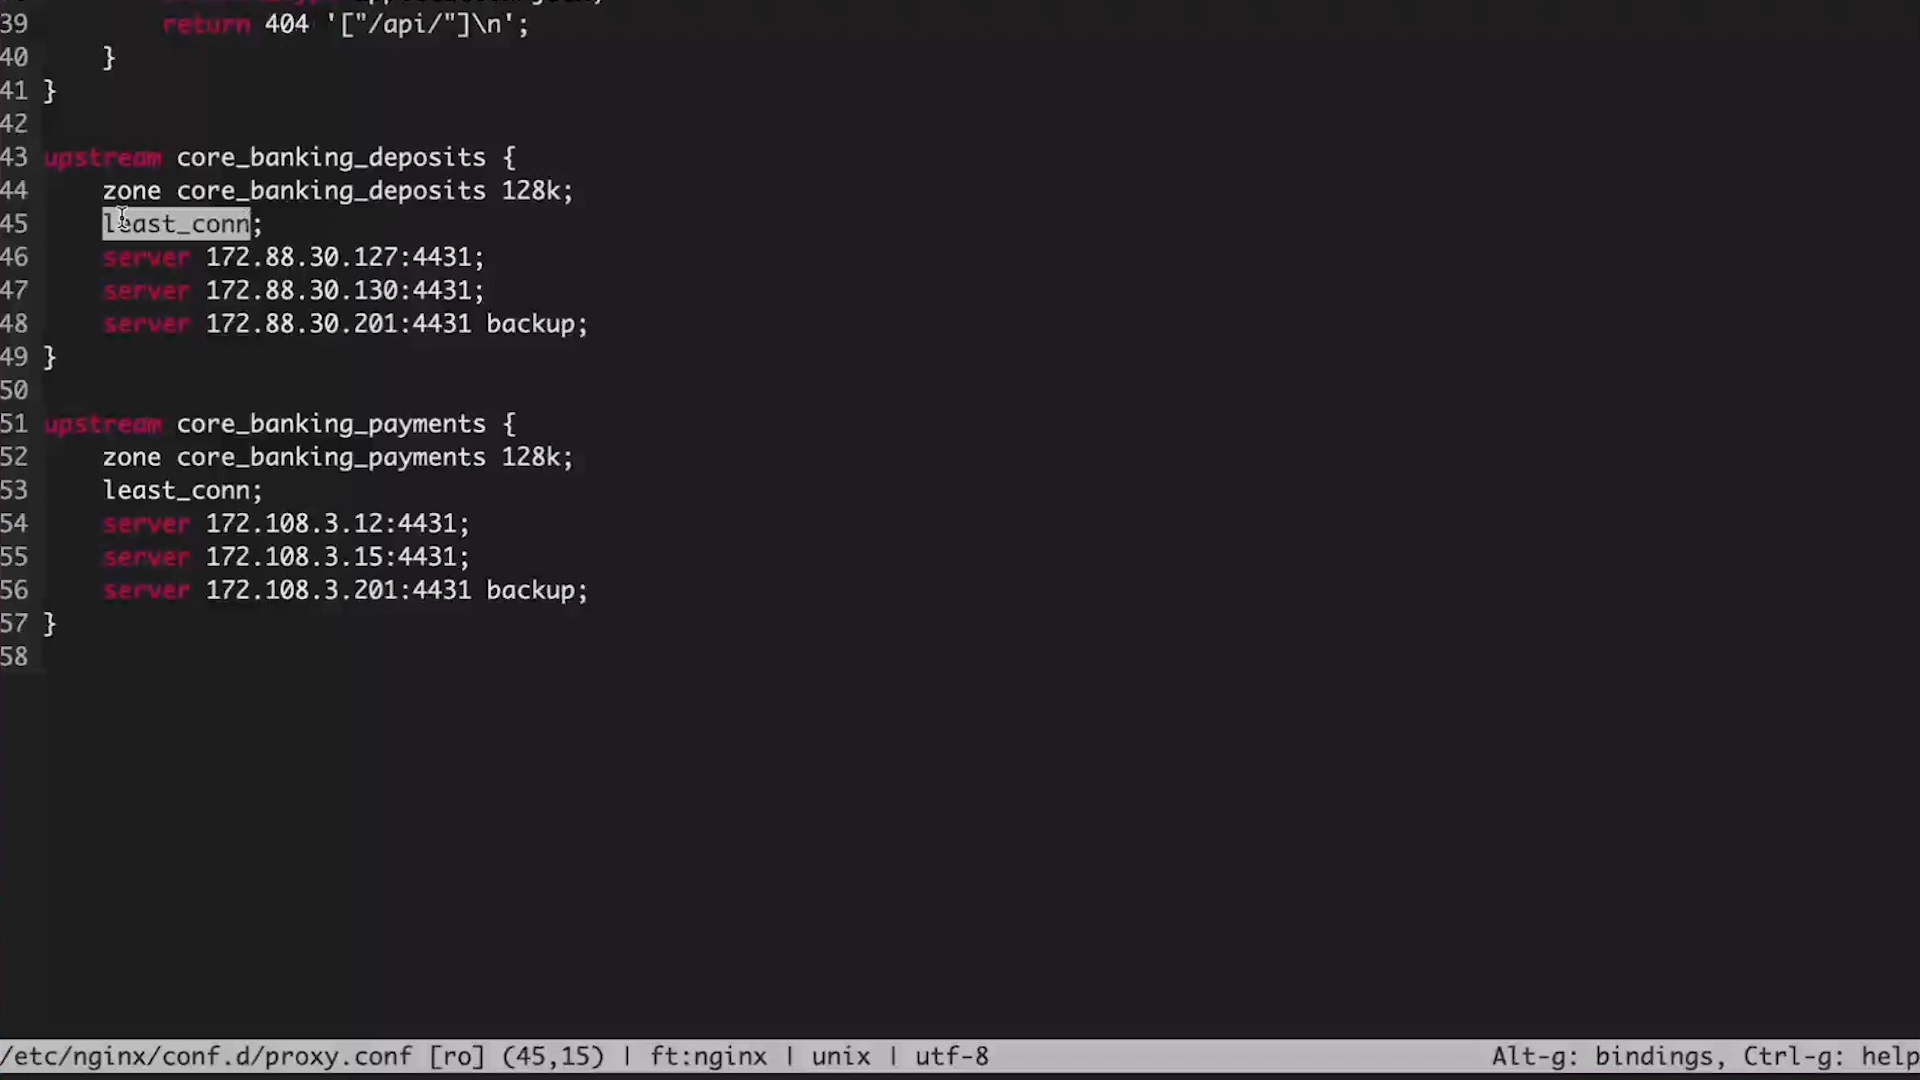 39 return 404 '["/api/"]\n';
40 }
41 }
42
43 upstream core_banking_deposits {
44 zone core_banking_deposits 128k;
45 least_conn;
46 server 172.88.30.127:4431;
47 server 172.88.30.130:4431;
48 server 172.88.30.201:4431 backup;
49 }
50
51 upstream core_banking_payments {
52 zone core_banking_payments 128k;
53 least_conn;
54 server 172.108.3.12:4431;
55 server 172.108.3.15:4431;
56 server 172.108.3.201:4431 backup;
57 }
58
/etc/nginx/conf.d/proxy.conf [ro] (45,15) | ft:nginx | unix | utf-8 Alt-g: bindings, Ctrl-g: help